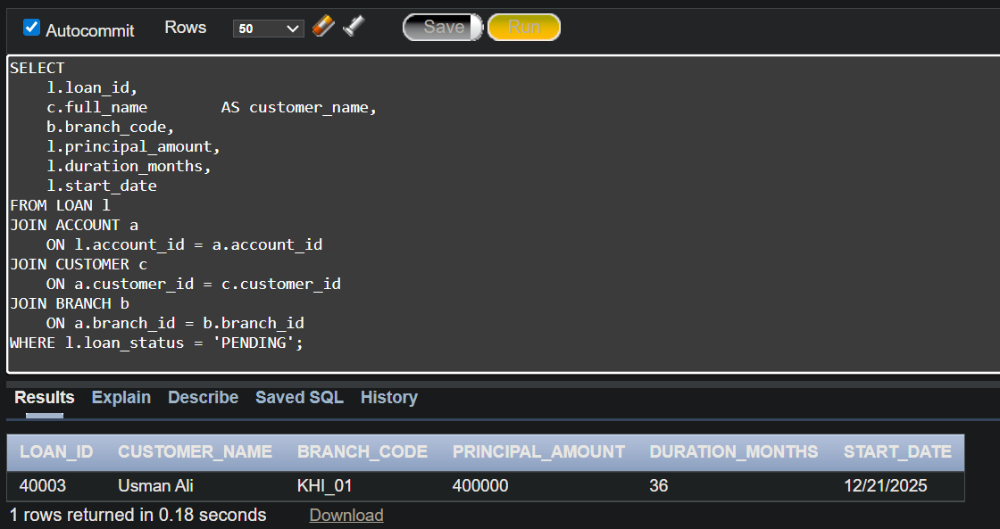 Autocommit Rows 50 Save Run
SELECT
    l.loan_id,
    c.full_name        AS customer_name,
    b.branch_code,
    l.principal_amount,
    l.duration_months,
    l.start_date
FROM LOAN l
JOIN ACCOUNT a
    ON l.account_id = a.account_id
JOIN CUSTOMER c
    ON a.customer_id = c.customer_id
JOIN BRANCH b
    ON a.branch_id = b.branch_id
WHERE l.loan_status = 'PENDING';
Results Explain Describe Saved SQL History
LOAN_ID CUSTOMER_NAME BRANCH_CODE PRINCIPAL_AMOUNT DURATION_MONTHS START_DATE
40003 Usman Ali KHI_01 400000 36 12/21/2025
1 rows returned in 0.18 seconds Download